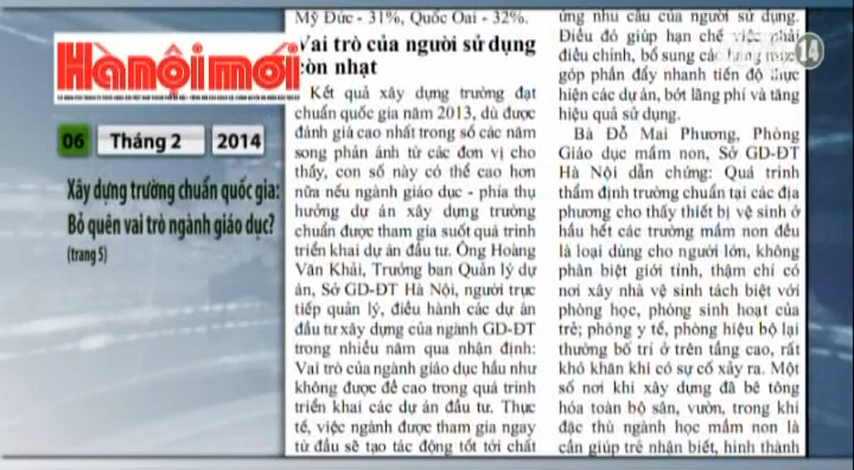 Hànộimới
06 Tháng 2 2014
Xây dựng trường chuẩn quốc gia:
Bỏ quên vai trò ngành giáo dục?
(trang 5)
Mỹ Đức - 31%, Quốc Oai - 32%.
Vai trò của người sử dụng
còn nhạt
Kết quả xây dựng trường đạt
chuẩn quốc gia năm 2013, dù được
đánh giá cao nhất trong số các năm
song phản ánh từ các đơn vị cho
thấy, con số này có thể cao hơn
nữa nếu ngành giáo dục - phía thụ
hưởng dự án xây dựng trường
chuẩn được tham gia suốt quá trình
triển khai dự án đầu tư. Ông Hoàng
Văn Khải, Trưởng ban Quản lý dự
án, Sở GD-ĐT Hà Nội, người trực
tiếp quản lý, điều hành các dự án
đầu tư xây dựng của ngành GD-ĐT
trong nhiều năm qua nhận định:
Vai trò của ngành giáo dục hầu như
không được đề cao trong quá trình
triển khai các dự án đầu tư. Thực
tế, việc ngành được tham gia ngay
từ đầu sẽ tạo tác động tốt tới chất
ứng nhu cầu của người sử dụng.
Điều đó giúp hạn chế việc phải
điều chỉnh, bổ sung các hạng mục
góp phần đẩy nhanh tiến độ thực
hiện các dự án, bớt lãng phí và tăng
hiệu quả sử dụng.
Bà Đỗ Mai Phương, Phòng
Giáo dục mầm non, Sở GD-ĐT
Hà Nội dẫn chứng: Quá trình
thẩm định trường chuẩn tại các địa
phương cho thấy thiết bị vệ sinh ở
hầu hết các trường mầm non đều
là loại dùng cho người lớn, không
phân biệt giới tính, thậm chí có
nơi xây nhà vệ sinh tách biệt với
phòng học, phòng sinh hoạt của
trẻ; phòng y tế, phòng hiệu bộ lại
thường bố trí ở trên tầng cao, rất
khó khăn khi có sự cố xảy ra. Một
số nơi khi xây dựng đã bê tông
hóa toàn bộ sân, vườn, trong khi
đặc thù ngành học mầm non là
cần giúp trẻ nhận biết, hình thành
14